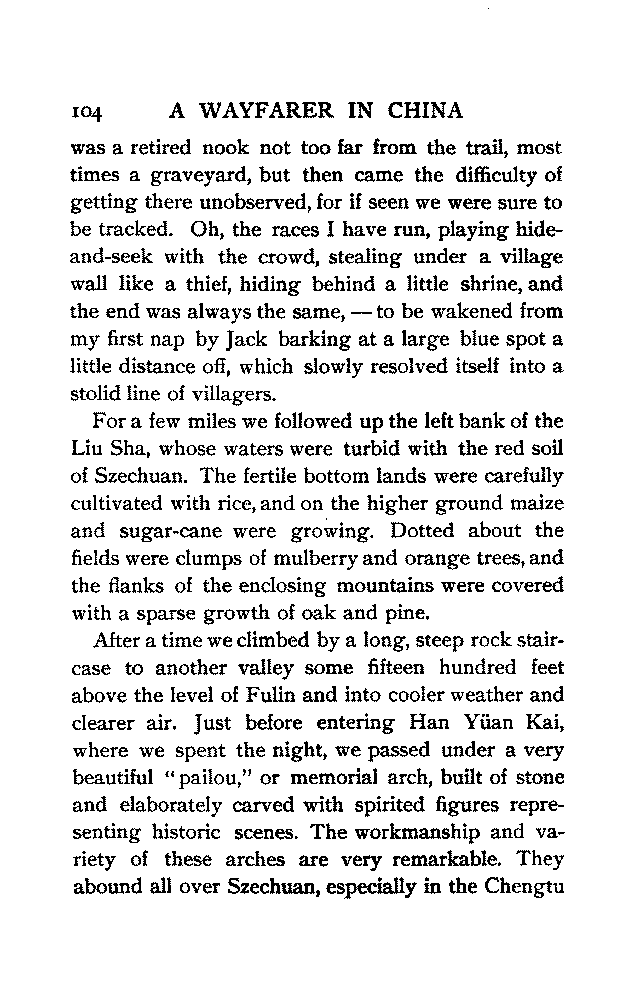 104 A WAYFARER IN CHINA
was a retired nook not too far from the trail, most
times a graveyard, but then came the difficulty of
getting there unobserved, for if seen we were sure to
be tracked. Oh, the races I have run, playing hide-
and-seek with the crowd, stealing under a village
wall like a thief, hiding behind a little shrine, and
the end was always the same, — to be wakened from
my first nap by Jack barking at a large blue spot a
little distance off, which slowly resolved itself into a
stolid line of villagers.
For a few miles we followed up the left bank of the
Liu Sha, whose waters were turbid with the red soil
of Szechuan. The fertile bottom lands were carefully
cultivated with rice, and on the higher ground maize
and sugar-cane were growing. Dotted about the
fields were clumps of mulberry and orange trees, and
the flanks of the enclosing mountains were covered
with a sparse growth of oak and pine.
After a time we climbed by a long, steep rock stair-
case to another valley some fifteen hundred feet
above the level of Fulin and into cooler weather and
clearer air. Just before entering Han Yüan Kai,
where we spent the night, we passed under a very
beautiful "pailou," or memorial arch, built of stone
and elaborately carved with spirited figures repre-
senting historic scenes. The workmanship and va-
riety of these arches are very remarkable. They
abound all over Szechuan, especially in the Chengtu